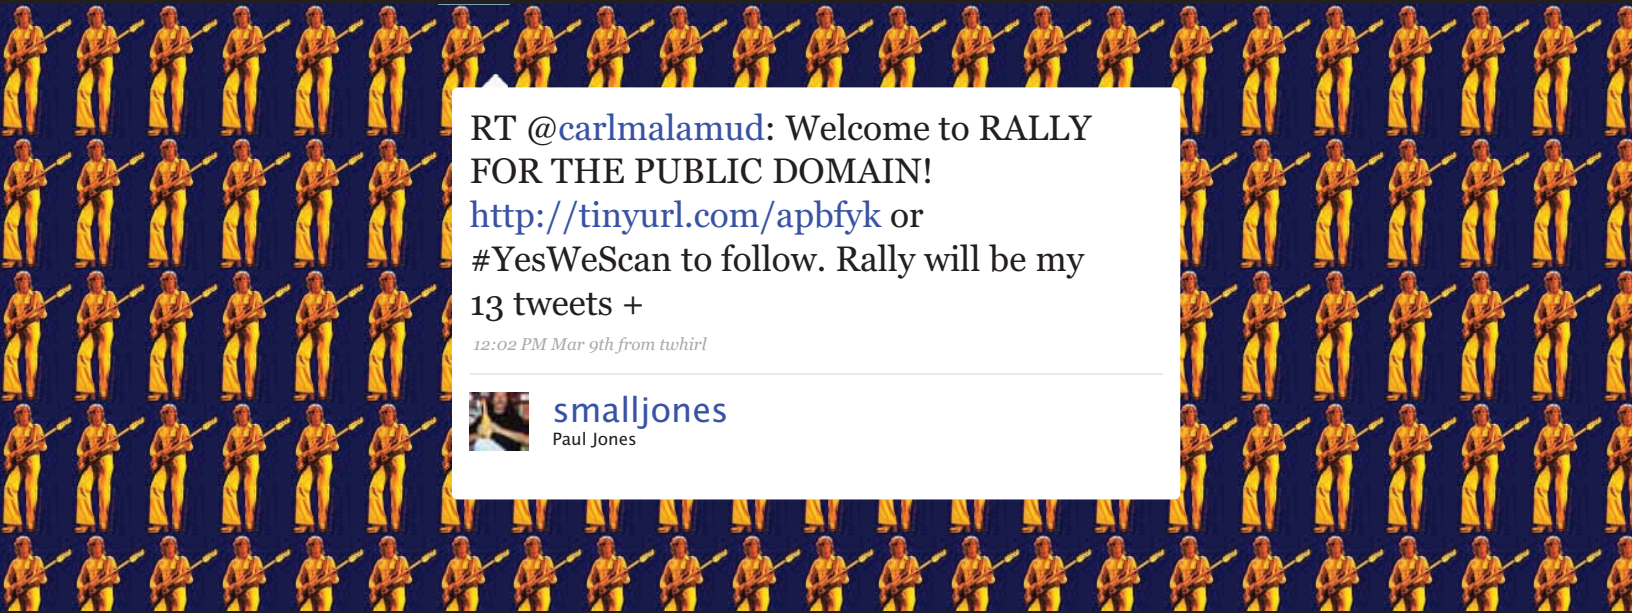 RT @carlmalamud: Welcome to RALLY
FOR THE PUBLIC DOMAIN!
http://tinyurl.com/apbfyk or
#YesWeScan to follow. Rally will be my
13 tweets +
12:02 PM Mar 9th from twhirl
smalljones
Paul Jones